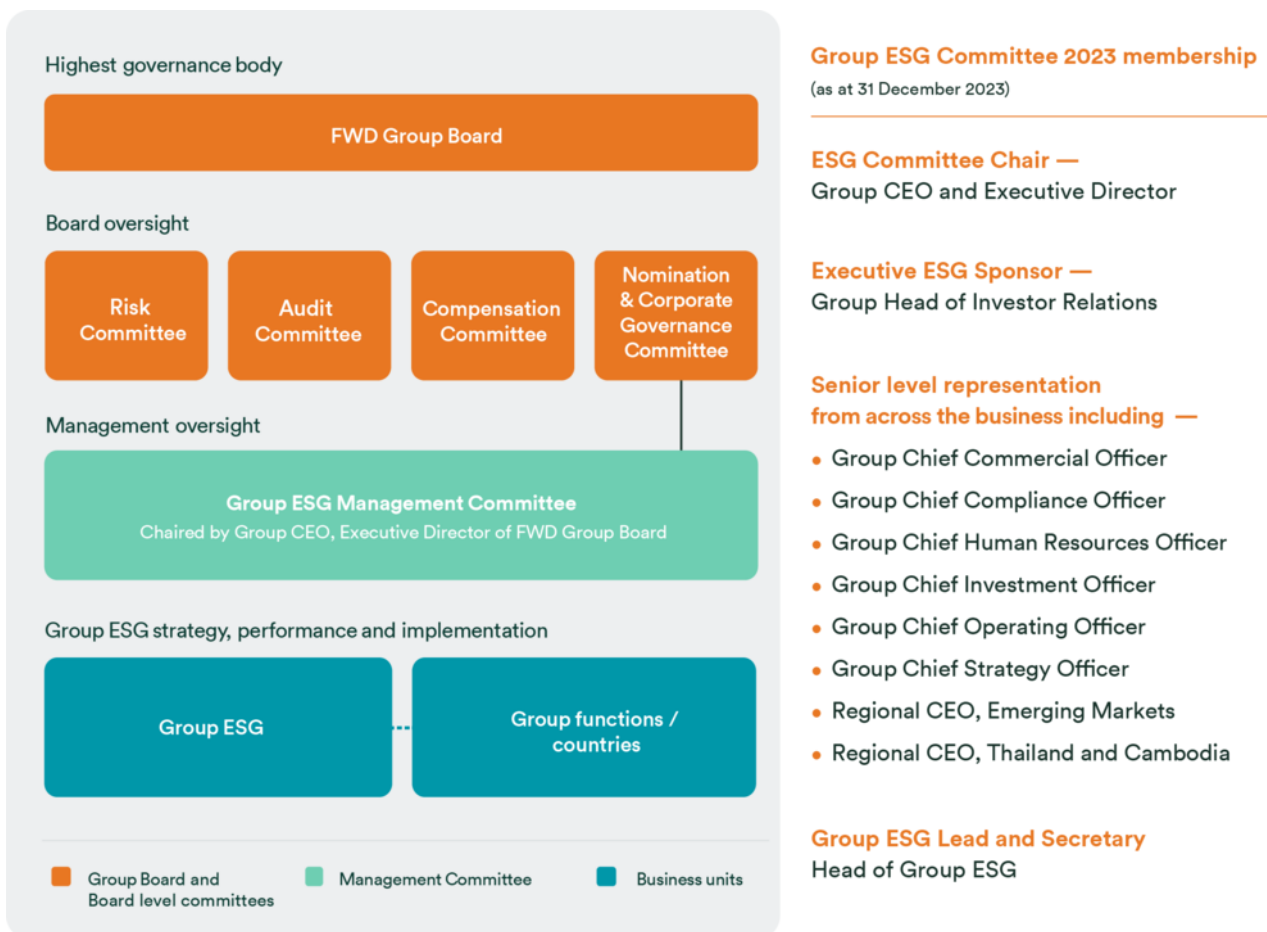 Highest governance body
FWD Group Board
Board oversight
Risk
Committee
Audit
Committee
Compensation
Committee
Nomination
& Corporate
Governance
Committee
Management oversight
Group ESG Management Committee
Chaired by Group CEO, Executive Director of FWD Group Board
Group ESG strategy, performance and implementation
Group ESG
Group functions /
countries
Group Board and
Board level committees
Management Committee
Business units
Group ESG Committee 2023 membership
(as at 31 December 2023)
ESG Committee Chair —
Group CEO and Executive Director
Executive ESG Sponsor —
Group Head of Investor Relations
Senior level representation
from across the business including —
• Group Chief Commercial Officer
• Group Chief Compliance Officer
• Group Chief Human Resources Officer
• Group Chief Investment Officer
• Group Chief Operating Officer
• Group Chief Strategy Officer
• Regional CEO, Emerging Markets
• Regional CEO, Thailand and Cambodia
Group ESG Lead and Secretary
Head of Group ESG